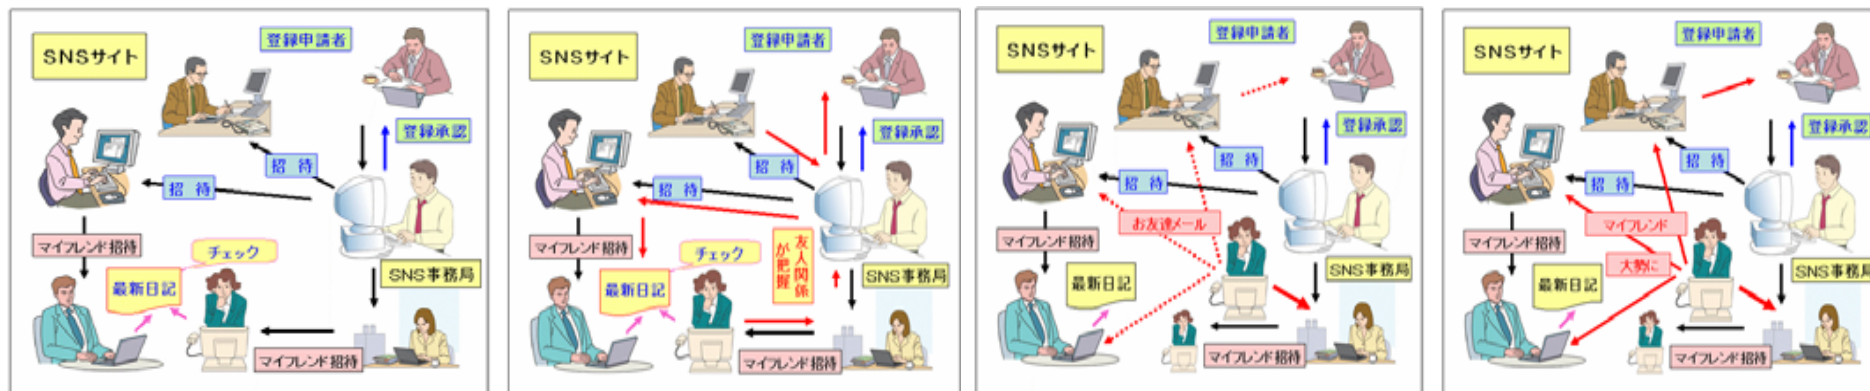 SNSサイト
登録申請者
登録承認
招待
招待
マイフレンド招待
チェック
最新日記
SNS事務局
マイフレンド招待
SNSサイト
登録申請者
登録承認
招待
招待
マイフレンド招待
チェック
友人関係
が把握
最新日記
SNS事務局
マイフレンド招待
SNSサイト
登録申請者
登録承認
招待
招待
お友達メール
マイフレンド招待
最新日記
SNS事務局
マイフレンド招待
SNSサイト
登録申請者
登録承認
招待
招待
マイフレンド
マイフレンド招待
大勢に
最新日記
SNS事務局
マイフレンド招待